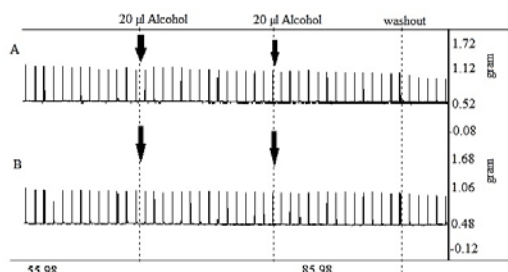 20 µl Alcohol 20 µl Alcohol washout
A
1.72
1.12
0.52
-0.08
gram
B
1.68
1.06
0.48
-0.12
gram
55.98 85.98